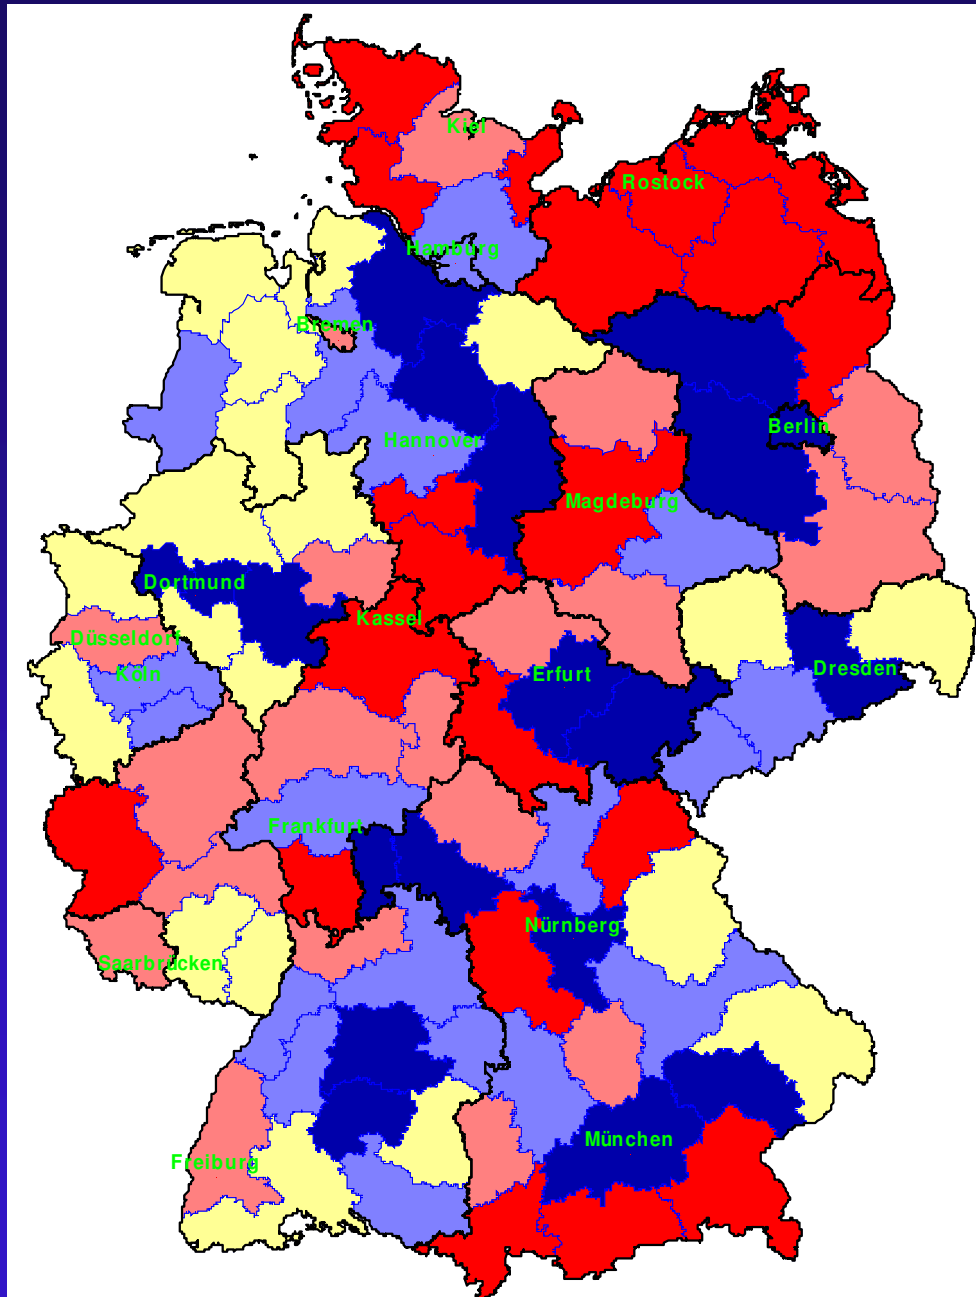 Kiel
Rostock
Hamburg
Bremen
Berlin
Hannover
Magdeburg
Dortmund
Kassel
Düsseldorf
Köln
Erfurt
Dresden
Frankfurt
Nürnberg
Saarbrücken
München
Freiburg